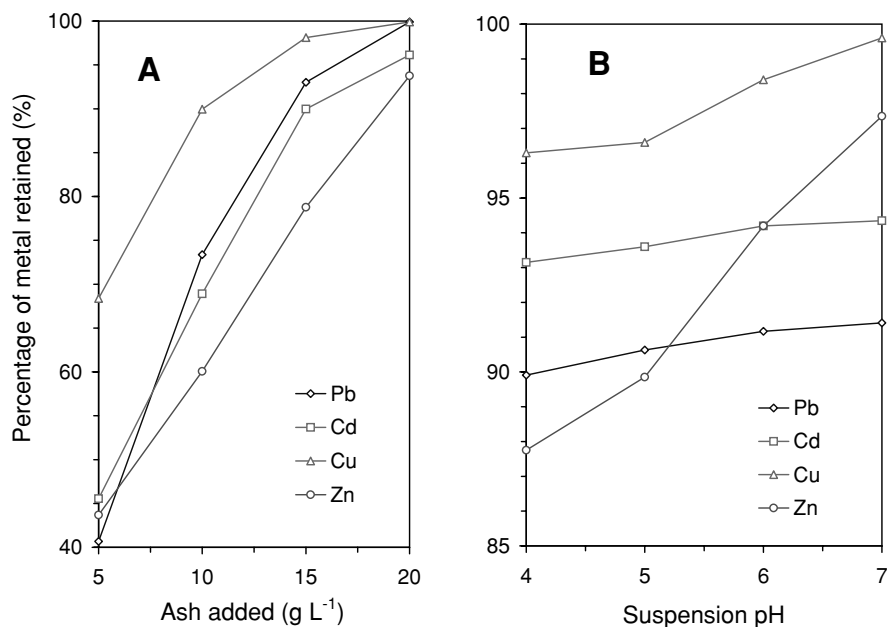 Percentage of metal retained (%)
100
80
60
40
A
Pb
Cd
Cu
Zn
5 10 15 20
Ash added (g L-1)
100
95
90
85
B
Pb
Cd
Cu
Zn
4 5 6 7
Suspension pH